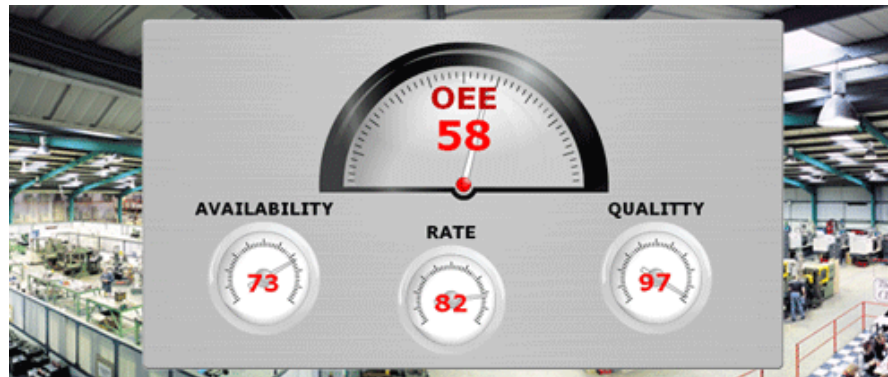 OEE
58
AVAILABILITY
RATE
QUALITTY
73
82
97